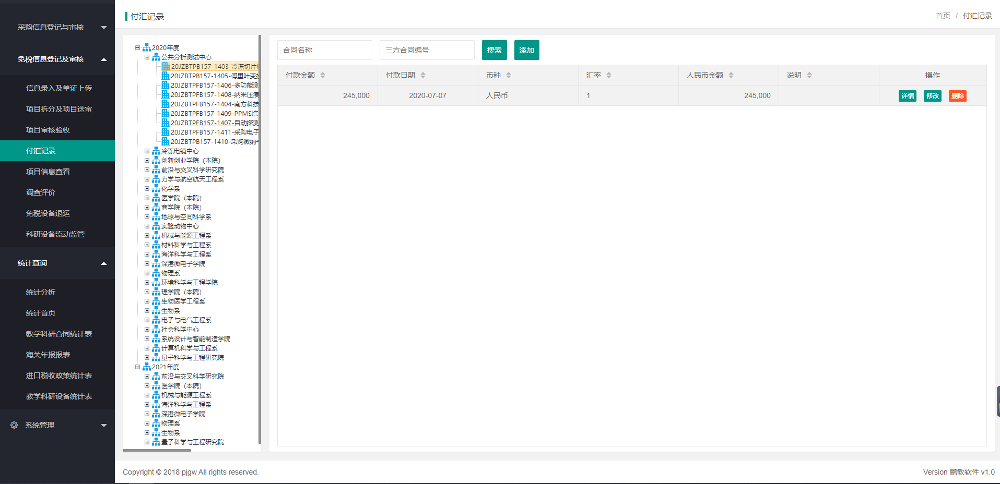 采购信息登记与审核
免税信息登记及审核
信息录入及单证上传
项目拆分及项目送审
项目审核验收
付汇记录
项目信息查看
调查评价
免税设备退运
科研设备流动监管
统计查询
统计分析
统计首页
教学科研合同统计表
海关年报报表
进口税收政策统计表
教学科研设备统计表
系统管理
付汇记录
首页 / 付汇记录
2020年度
公共分析测试中心
20JZBTPB157-1403-冷冻切片
20JZBTPB157-1405-傅里叶变
20JZBTPFB157-1406-多功能测
20JZBTPFB157-1408-纳米压痕
20JZBTPFB157-1404-南方科技
20JZBTPFB157-1409-PPMS综
20JZBTPFB157-1407-自动探测
20JZBTPFB157-1411-采购电子
20JZBTPB157-1410-采购微纳
冷冻电镜中心
创新创业学院（本院）
前沿与交叉科学研究院
力学与航空航天工程系
化学系
医学院（本院）
商学院（本院）
地球与空间科学系
实验动物中心
机械与能源工程系
材料科学与工程系
海洋科学与工程系
深港微电子学院
物理系
环境科学与工程学院
理学院（本院）
生物医学工程系
生物系
电子与电气工程系
社会科学中心
系统设计与智能制造学院
计算机科学与工程系
量子科学与工程研究院
2021年度
前沿与交叉科学研究院
医学院（本院）
机械与能源工程系
海洋科学与工程系
深港微电子学院
物理系
生物系
量子科学与工程研究院
合同名称 三方合同编号 搜索 添加
付款金额 付款日期 币种 汇率 人民币金额 说明 操作
245,000 2020-07-07 人民币 1 245,000 详情 修改 删除
Copyright © 2018 pjgw All rights reserved.
Version 鹏教软件 v1.0